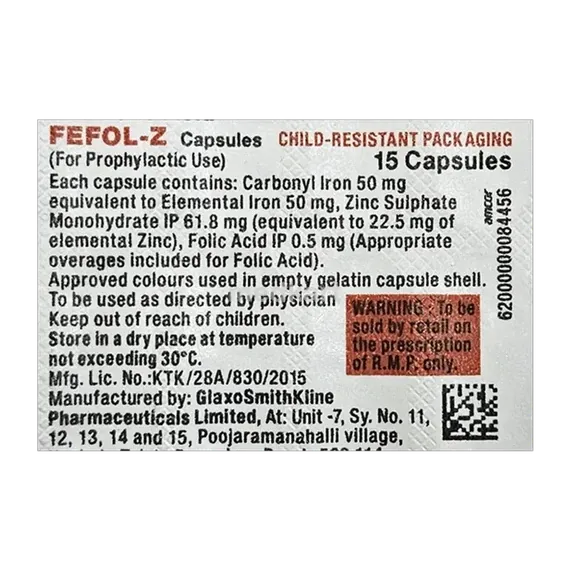 FEFOL-Z Capsules CHILD-RESISTANT PACKAGING
(For Prophylactic Use) 15 Capsules
Each capsule contains: Carbonyl Iron 50 mg
equivalent to Elemental Iron 50 mg, Zinc Sulphate
Monohydrate IP 61.8 mg (equivalent to 22.5 mg of
elemental Zinc), Folic Acid IP 0.5 mg (Appropriate
overages included for Folic Acid).
Approved colours used in empty gelatin capsule shell.
To be used as directed by physician
Keep out of reach of children.
Store in a dry place at temperature
not exceeding 30°C.
Mfg. Lic. No.:KTK/28A/830/2015
Manufactured by: GlaxoSmithKline
Pharmaceuticals Limited, At: Unit -7, Sy. No. 11,
12, 13, 14 and 15, Poojaramanahalli village,
WARNING : To be
sold by retail on
the prescription
of R.M.P. only.
amcor
62000000084456